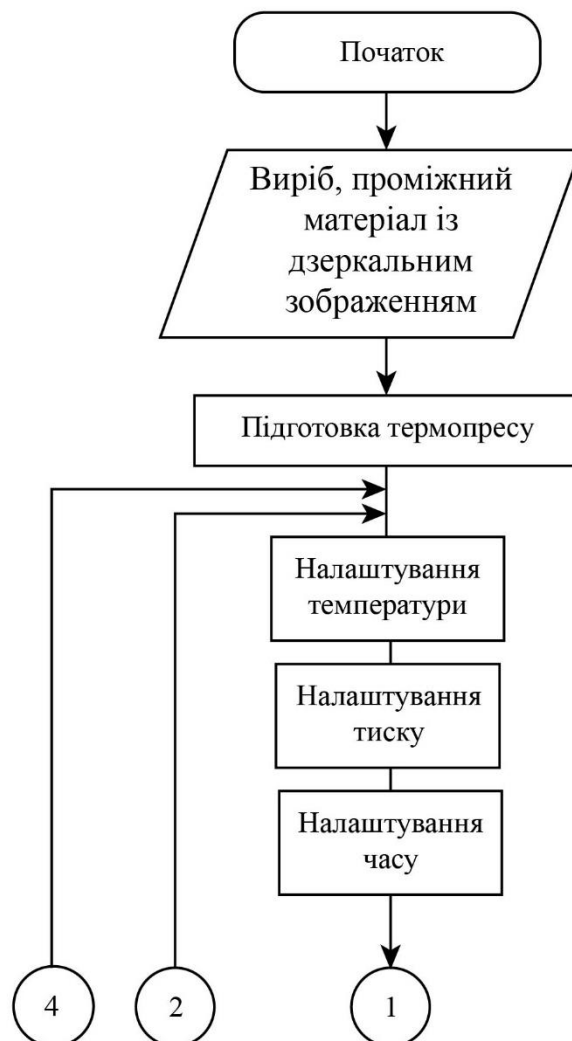 Початок
Виріб, проміжний
матеріал із
дзеркальним
зображенням
Підготовка термопресу
Налаштування
температури
Налаштування
тиску
Налаштування
часу
4
2
1